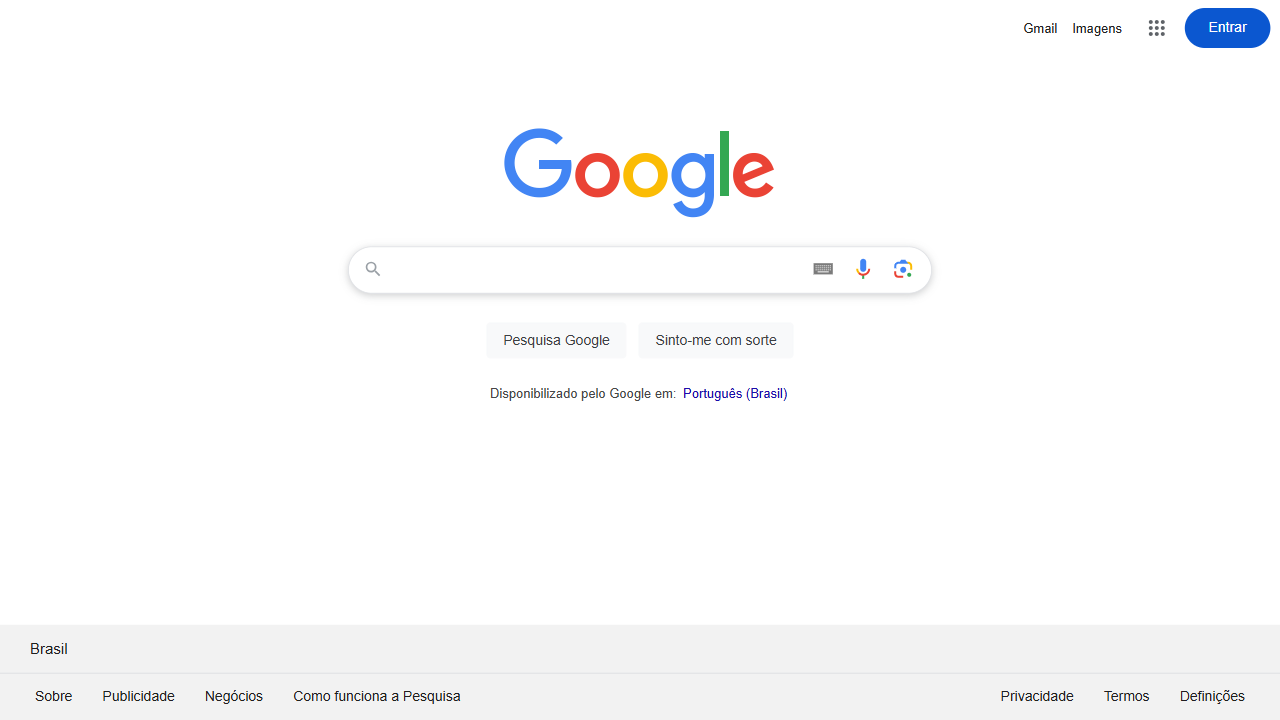 Gmail Imagens Entrar
Google
Pesquisa Google Sinto-me com sorte
Disponibilizado pelo Google em: Português (Brasil)
Brasil
Sobre Publicidade Negócios Como funciona a Pesquisa Privacidade Termos Definições